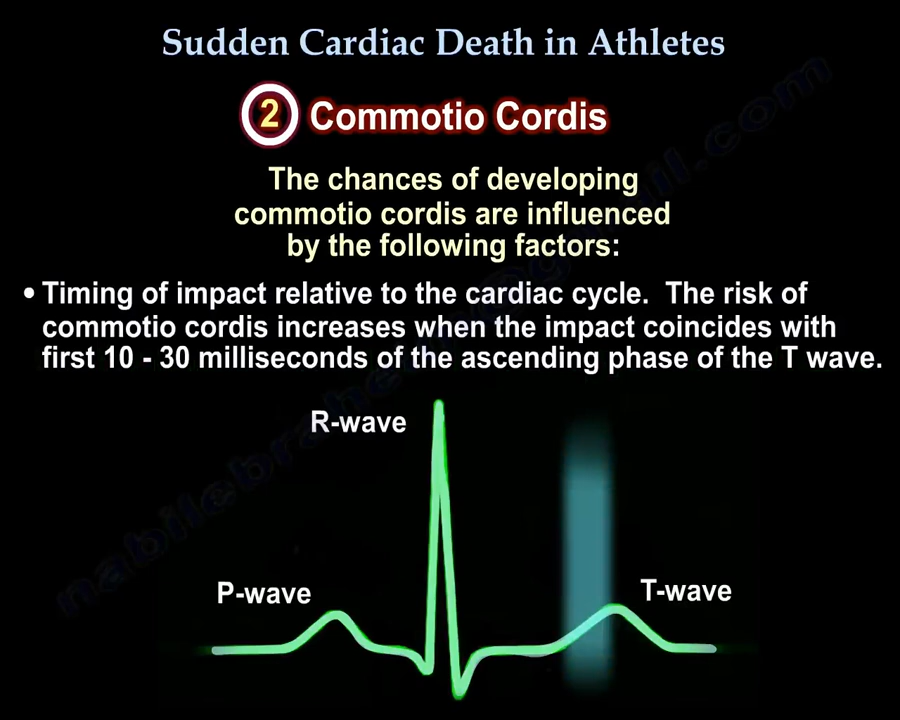 Sudden Cardiac Death in Athletes
2 Commotio Cordis
The chances of developing
commotio cordis are influenced
by the following factors:
• Timing of impact relative to the cardiac cycle. The risk of
commotio cordis increases when the impact coincides with
first 10 - 30 milliseconds of the ascending phase of the T wave.
R-wave
P-wave
T-wave